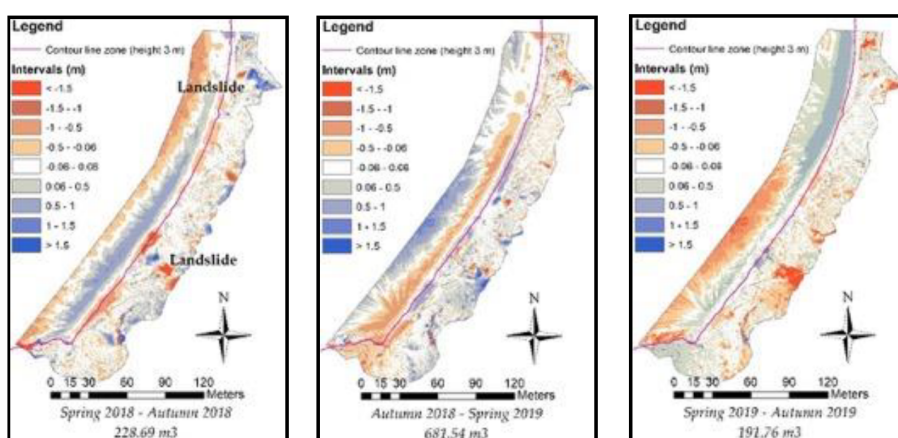 Legend
Contour line zone (height 3 m)
Intervals (m)
< -1.5
-1.5 - -1
-1 - -0.5
-0.5 - -0.06
-0.06 - 0.06
0.06 - 0.5
0.5 - 1
1 - 1.5
> 1.5
Landslide
Landslide
N
0 15 30 60 90 120
Meters
Spring 2018 - Autumn 2018
228.69 m3
Legend
Contour line zone (height 3 m)
Intervals (m)
< -1.5
-1.5 - -1
-1 - -0.5
-0.5 - -0.06
-0.06 - 0.06
0.06 - 0.5
0.5 - 1
1 - 1.5
> 1.5
N
0 15 30 60 90 120
Meters
Autumn 2018 - Spring 2019
681.54 m3
Legend
Contour line zone (height 3 m)
Intervals (m)
< -1.5
-1.5 - -1
-1 - -0.5
-0.5 - -0.06
-0.06 - 0.06
0.06 - 0.5
0.5 - 1
1 - 1.5
> 1.5
N
0 15 30 60 90 120
Meters
Spring 2019 - Autumn 2019
191.76 m3